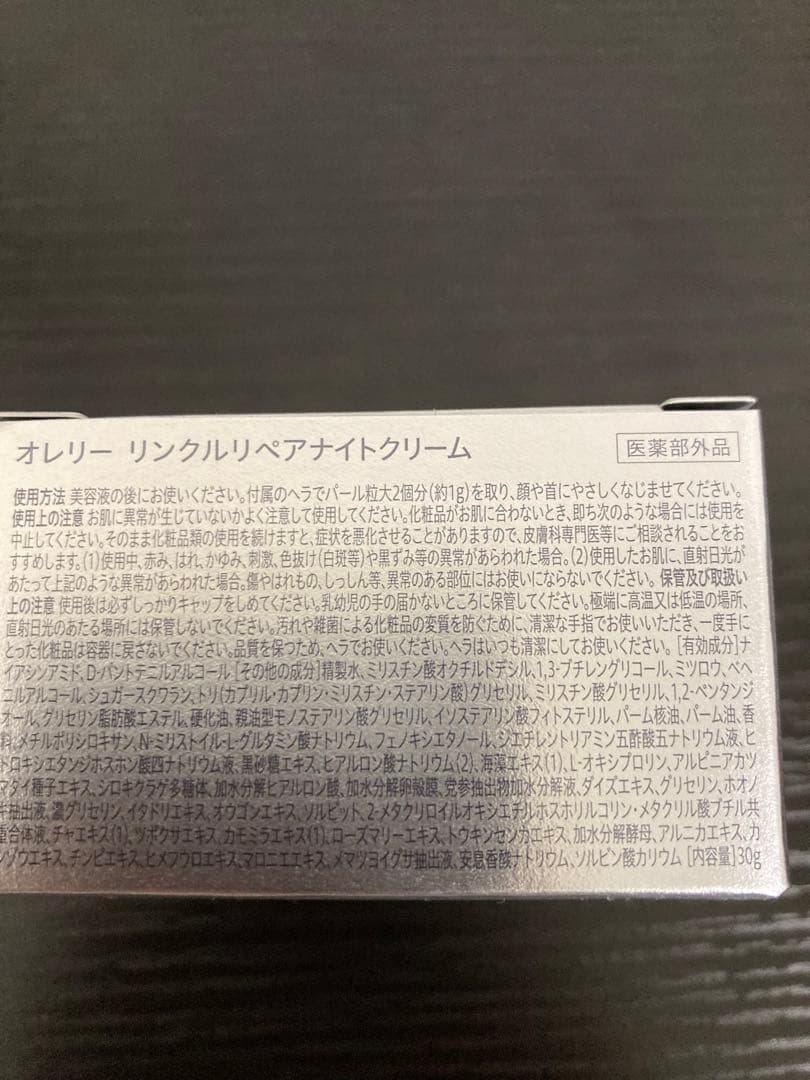 オレリー リンクルリペアナイトクリーム
医薬部外品
使用方法 美容液の後にお使いください。付属のヘラでパール粒大2個分(約1g)を取り、顔や首にやさしくなじませてください。
使用上の注意 お肌に異常が生じていないかよく注意して使用してください。化粧品がお肌に合わないとき、即ち次のような場合には使用を
中止してください。そのまま化粧品類の使用を続けますと、症状を悪化させることがありますので、皮膚科専門医等にご相談されることをお
すすめします。(1)使用中、赤み、はれ、かゆみ、刺激、色抜け(白斑等)や黒ずみ等の異常があらわれた場合。(2)使用したお肌に、直射日光が
あたって上記のような異常があらわれた場合。傷やはれもの、しっしん等、異常のある部位にはお使いにならないでください。 保管及び取扱い
上の注意 使用後は必ずしっかりキャップをしめてください。乳幼児の手の届かないところに保管してください。極端に高温又は低温の場所、
直射日光のあたる場所には保管しないでください。汚れや雑菌による化粧品の変質を防ぐために、清潔な手指でお使いいただき、一度手に
とった化粧品は容器に戻さないでください。品質を保つため、ヘラでお使いください。ヘラはいつも清潔にしてお使いください。 [有効成分]ナ
イアシンアミド、D-パントテニルアルコール [その他の成分]精製水、ミリスチン酸オクチルドデシル、1,3-ブチレングリコール、ミツロウ、ベヘ
ニルアルコール、シュガースクワラン、トリ(カプリル・カプリン・ミリスチン・ステアリン酸)グリセリル、ミリスチン酸グリセリル、1,2-ペンタンジ
オール、グリセリン脂肪酸エステル、硬化油、親油型モノステアリン酸グリセリル、イソステアリン酸フィトステリル、パーム核油、パーム油、香
料、メチルポリシロキサン、N-ミリストイル-L-グルタミン酸ナトリウム、フェノキシエタノール、ジエチレントリアミン五酢酸五ナトリウム液、ヒ
ドロキシエタンジホスホン酸四ナトリウム液、黒砂糖エキス、ヒアルロン酸ナトリウム(2)、海藻エキス(1)、L-オキシプロリン、アルピニアカツ
マダイ種子エキス、シロキクラゲ多糖体、加水分解ヒアルロン酸、加水分解卵殻膜、党参抽出物加水分解液、ダイズエキス、グリセリン、ホオノ
キ抽出液、濃グリセリン、イタドリエキス、オウゴンエキス、ソルビット、2-メタクリロイルオキシエチルホスホリルコリン・メタクリル酸ブチル共
重合体液、チャエキス(1)、ツボクサエキス、カモミラエキス(1)、ローズマリーエキス、トウキンセンカエキス、加水分解酵母、アルニカエキス、カ
ンゾウエキス、チンピエキス、ヒメフウロエキス、マロニエエキス、メマツヨイグサ抽出液、安息香酸ナトリウム、ソルビン酸カリウム [内容量]30g